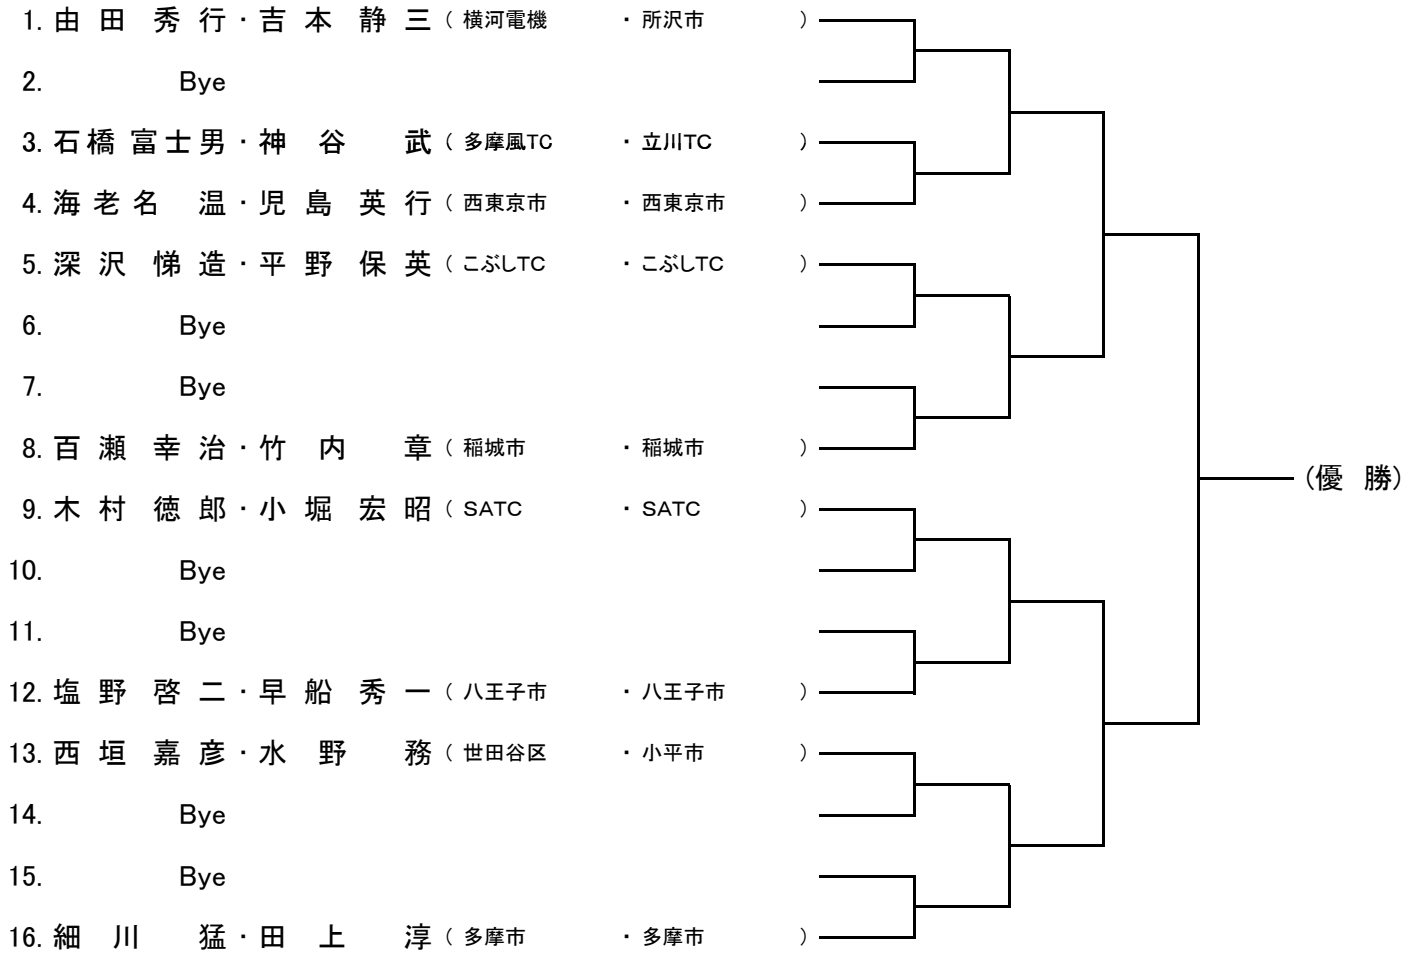 1. 由田 秀行・吉本 静三 ( 横河電機 ・ 所沢市 )
2. Bye
3. 石橋 富士男・神谷 武 ( 多摩風TC ・ 立川TC )
4. 海老名 温・児島 英行 ( 西東京市 ・ 西東京市 )
5. 深沢 悌造・平野 保英 ( こぶしTC ・ こぶしTC )
6. Bye
7. Bye
8. 百瀬 幸治・竹内 章 ( 稲城市 ・ 稲城市 )
(優 勝)
9. 木村 徳郎・小堀 宏昭 ( SATC ・ SATC )
10. Bye
11. Bye
12. 塩野 啓二・早船 秀一 ( 八王子市 ・ 八王子市 )
13. 西垣 嘉彦・水野 務 ( 世田谷区 ・ 小平市 )
14. Bye
15. Bye
16. 細川 猛・田上 淳 ( 多摩市 ・ 多摩市 )